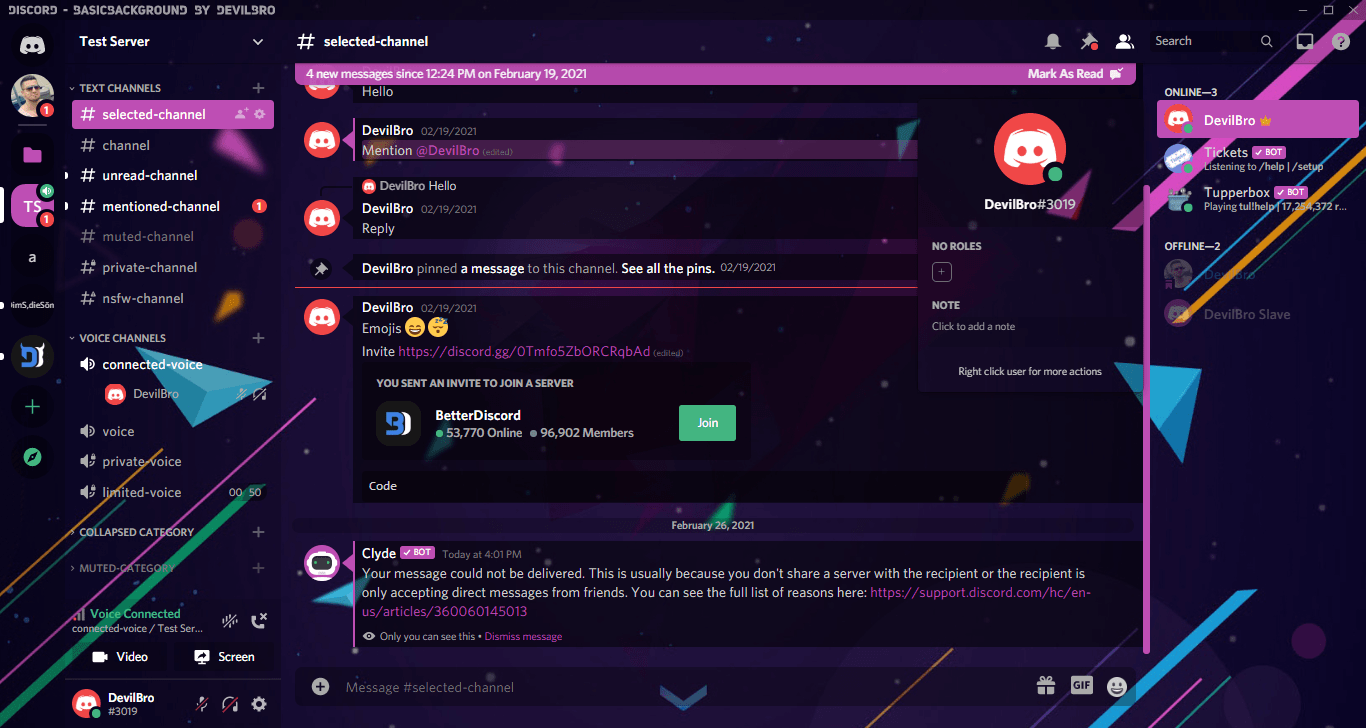 DISCORD - BASICBACKGROUND BY DEVILBRO
Test Server
selected-channel
Search
1
TS
1
a
ıimS,dieSön
TEXT CHANNELS
selected-channel
channel
unread-channel
mentioned-channel 1
muted-channel
private-channel
nsfw-channel
VOICE CHANNELS
connected-voice
DevilBro
voice
private-voice
limited-voice 00 50
COLLAPSED CATEGORY
MUTED-CATEGORY
Voice Connected
connected-voice / Test Ser...
Video
Screen
DevilBro
#3019
4 new messages since 12:24 PM on February 19, 2021
Mark As Read
Hello
DevilBro 02/19/2021
Mention @DevilBro (edited)
DevilBro Hello
DevilBro 02/19/2021
Reply
DevilBro pinned a message to this channel. See all the pins. 02/19/2021
DevilBro 02/19/2021
Emojis
Invite https://discord.gg/0Tmfo5ZbORCRqbAd (edited)
YOU SENT AN INVITE TO JOIN A SERVER
BetterDiscord
53,770 Online 96,902 Members
Join
Code
February 26, 2021
Clyde BOT Today at 4:01 PM
Your message could not be delivered. This is usually because you don't share a server with the recipient or the recipient is
only accepting direct messages from friends. You can see the full list of reasons here: https://support.discord.com/hc/en-
us/articles/360060145013
Only you can see this • Dismiss message
Message #selected-channel
GIF
DevilBro#3019
NO ROLES
NOTE
Click to add a note
Right click user for more actions
ONLINE—3
DevilBro
Tickets BOT
Listening to /help | /setup
Tupperbox BOT
Playing tul!help | 17,254,372 r...
OFFLINE—2
DevilBro
DevilBro Slave